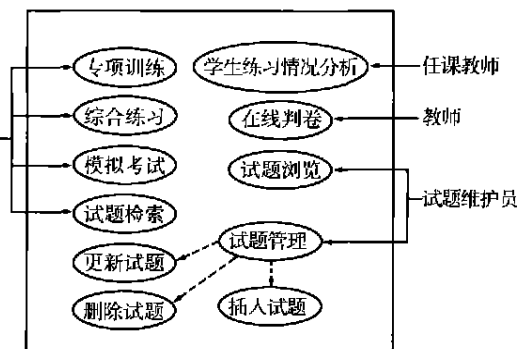 专项训练
学生练习情况分析
任课教师
综合练习
在线判卷
教师
模拟考试
试题浏览
试题维护员
试题检索
试题管理
更新试题
删除试题
插入试题